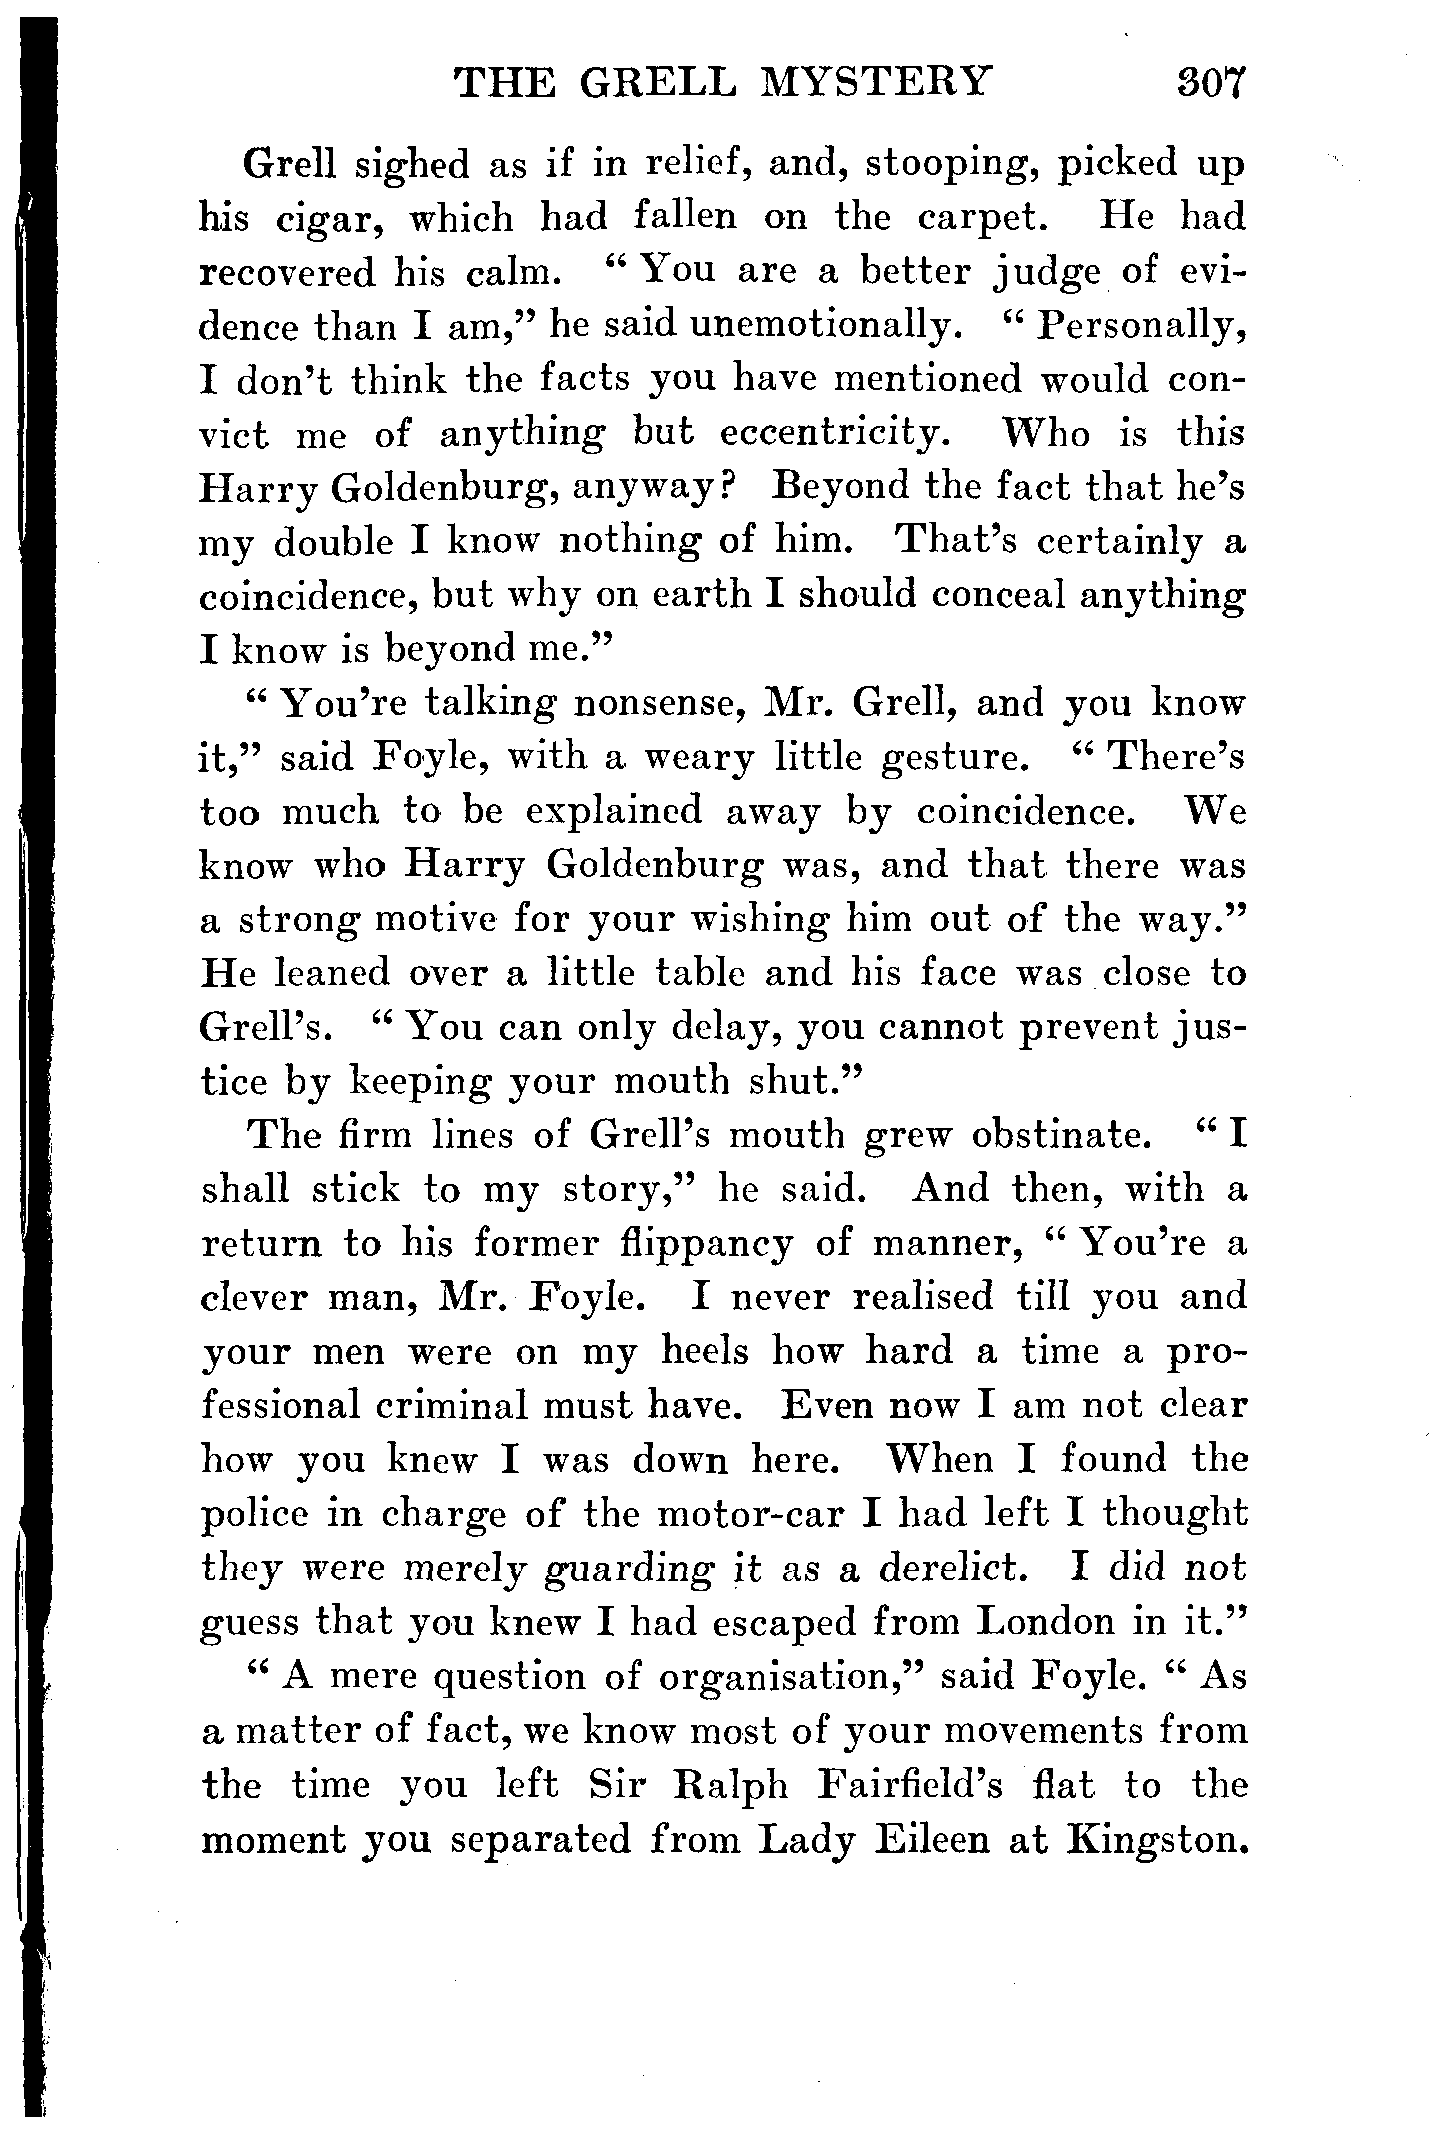 THE GRELL MYSTERY 307
Grell sighed as if in relief, and, stooping, picked up
his cigar, which had fallen on the carpet. He had
recovered his calm. “ You are a better judge of evi-
dence than I am,” he said unemotionally. “ Personally,
I don’t think the facts you have mentioned would con-
vict me of anything but eccentricity. Who is this
Harry Goldenburg, anyway? Beyond the fact that he’s
my double I know nothing of him. That’s certainly a
coincidence, but why on earth I should conceal anything
I know is beyond me.”
“ You’re talking nonsense, Mr. Grell, and you know
it,” said Foyle, with a weary little gesture. “ There’s
too much to be explained away by coincidence. We
know who Harry Goldenburg was, and that there was
a strong motive for your wishing him out of the way.”
He leaned over a little table and his face was close to
Grell’s. “ You can only delay, you cannot prevent jus-
tice by keeping your mouth shut.”
The firm lines of Grell’s mouth grew obstinate. “ I
shall stick to my story,” he said. And then, with a
return to his former flippancy of manner, “ You’re a
clever man, Mr. Foyle. I never realised till you and
your men were on my heels how hard a time a pro-
fessional criminal must have. Even now I am not clear
how you knew I was down here. When I found the
police in charge of the motor-car I had left I thought
they were merely guarding it as a derelict. I did not
guess that you knew I had escaped from London in it.”
“ A mere question of organisation,” said Foyle. “ As
a matter of fact, we know most of your movements from
the time you left Sir Ralph Fairfield’s flat to the
moment you separated from Lady Eileen at Kingston.